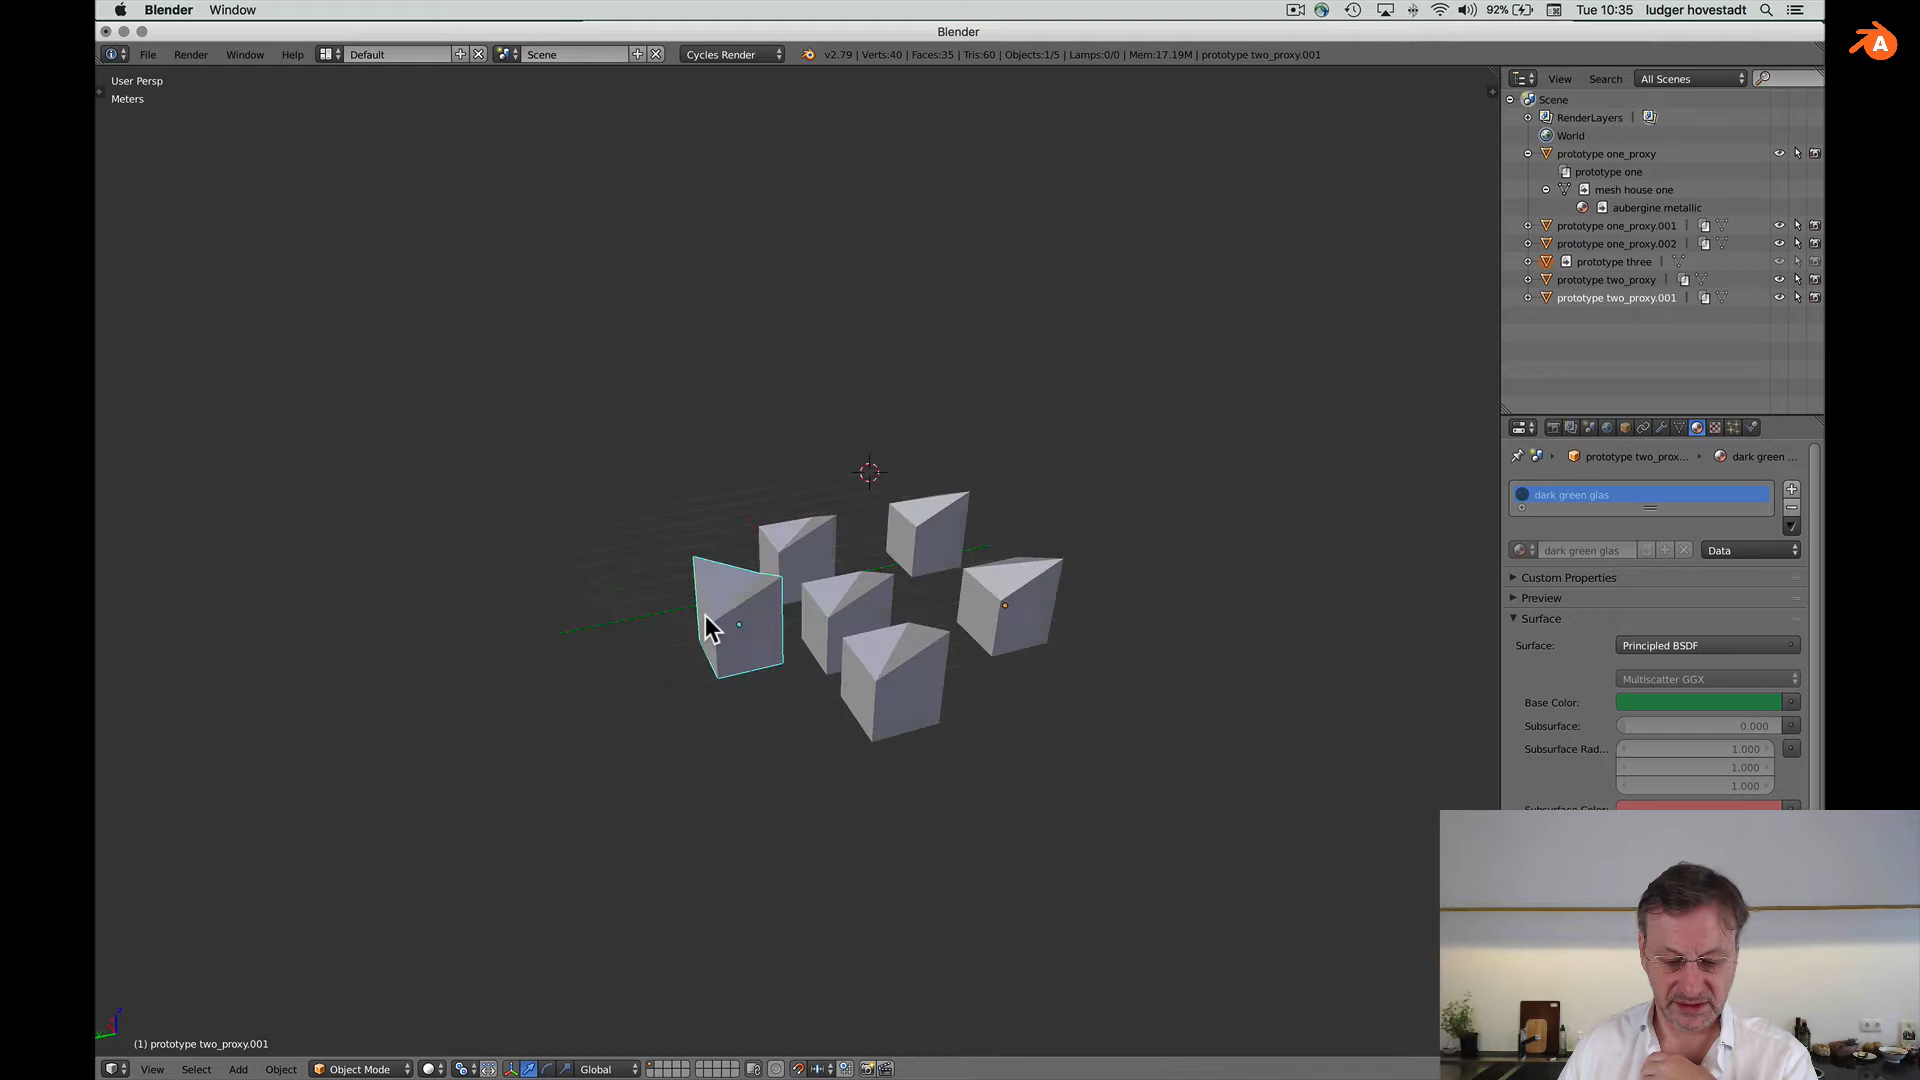 Blender Window
92% Tue 10:35 ludger hovestadt
Blender
File Render Window Help Default Scene Cycles Render v2.79 | Verts:40 | Faces:35 | Tris:60 | Objects:1/5 | Lamps:0/0 | Mem:17.19M | prototype two_proxy.001
User Persp
Meters
View Search All Scenes
Scene
RenderLayers |
World
prototype one_proxy
prototype one
mesh house one
aubergine metallic
prototype one_proxy.001 |
prototype one_proxy.002 |
prototype three |
prototype two_proxy |
prototype two_proxy.001 |
prototype two_prox... dark green ...
dark green glas
dark green glas Data
Custom Properties
Preview
Surface
Surface: Principled BSDF
Multiscatter GGX
Base Color:
Subsurface: 0.000
Subsurface Rad... 1.000
1.000
1.000
Subsurface Color:
(1) prototype two_proxy.001
View Select Add Object Object Mode Global
A